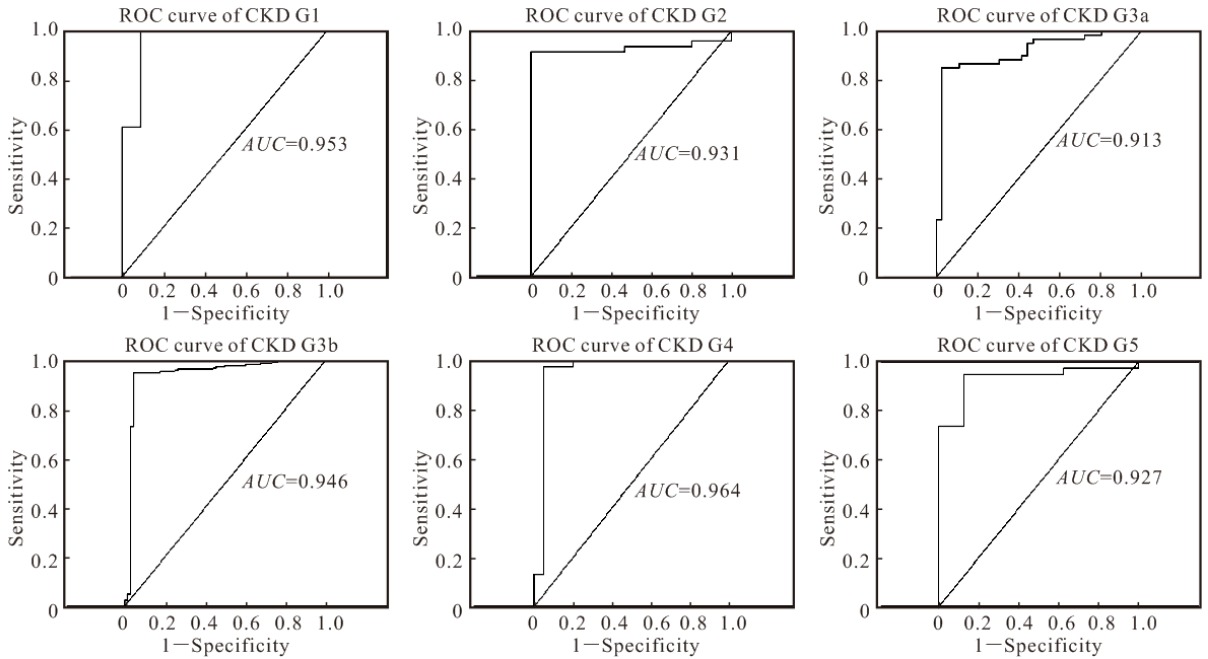 ROC curve of CKD G1
1.0
0.8
0.6
0.4
0.2
0
Sensitivity
AUC=0.953
0 0.2 0.4 0.6 0.8 1.0
1—Specificity
ROC curve of CKD G2
1.0
0.8
0.6
0.4
0.2
0
Sensitivity
AUC=0.931
0 0.2 0.4 0.6 0.8 1.0
1—Specificity
ROC curve of CKD G3a
1.0
0.8
0.6
0.4
0.2
0
Sensitivity
AUC=0.913
0 0.2 0.4 0.6 0.8 1.0
1—Specificity
ROC curve of CKD G3b
1.0
0.8
0.6
0.4
0.2
0
Sensitivity
AUC=0.946
0 0.2 0.4 0.6 0.8 1.0
1—Specificity
ROC curve of CKD G4
1.0
0.8
0.6
0.4
0.2
0
Sensitivity
AUC=0.964
0 0.2 0.4 0.6 0.8 1.0
1—Specificity
ROC curve of CKD G5
1.0
0.8
0.6
0.4
0.2
0
Sensitivity
AUC=0.927
0 0.2 0.4 0.6 0.8 1.0
1—Specificity